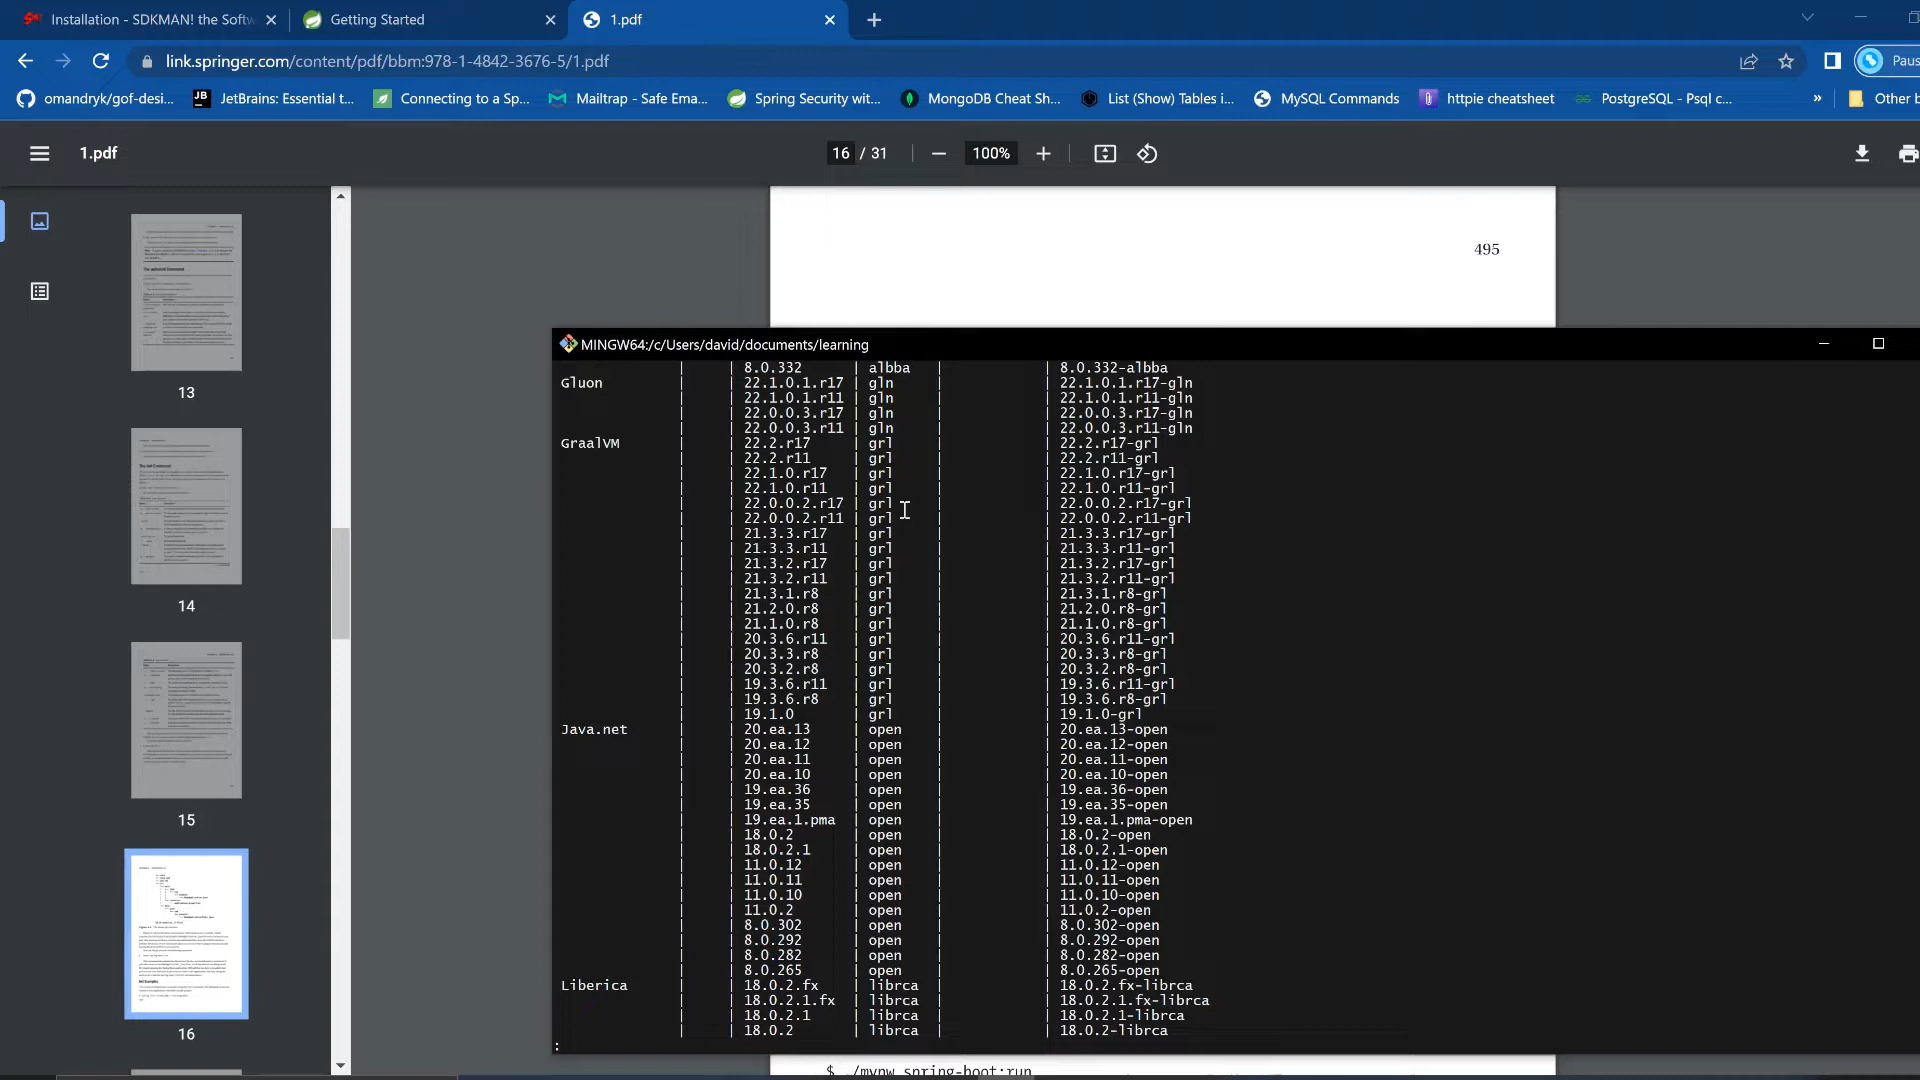 Installation - SDKMAN! the Softw
Getting Started
1.pdf
link.springer.com/content/pdf/bbm:978-1-4842-3676-5/1.pdf
Paus
omandryk/gof-desi...
JB
JetBrains: Essential t...
Connecting to a Sp...
Mailtrap - Safe Ema...
Spring Security wit...
MongoDB Cheat Sh...
List (Show) Tables i...
MySQL Commands
httpie cheatsheet
PostgreSQL - Psql c...
»
Other b
1.pdf
16 / 31
100%
13
14
15
16
495
MINGW64:/c/Users/david/documents/learning
| | 8.0.332 | albba | | 8.0.332-albba
Gluon | | 22.1.0.1.r17 | gln | | 22.1.0.1.r17-gln
| | 22.1.0.1.r11 | gln | | 22.1.0.1.r11-gln
| | 22.0.0.3.r17 | gln | | 22.0.0.3.r17-gln
| | 22.0.0.3.r11 | gln | | 22.0.0.3.r11-gln
GraalVM | | 22.2.r17 | grl | | 22.2.r17-grl
| | 22.2.r11 | grl | | 22.2.r11-grl
| | 22.1.0.r17 | grl | | 22.1.0.r17-grl
| | 22.1.0.r11 | grl | | 22.1.0.r11-grl
| | 22.0.0.2.r17 | grl | | 22.0.0.2.r17-grl
| | 22.0.0.2.r11 | grl | | 22.0.0.2.r11-grl
| | 21.3.3.r17 | grl | | 21.3.3.r17-grl
| | 21.3.3.r11 | grl | | 21.3.3.r11-grl
| | 21.3.2.r17 | grl | | 21.3.2.r17-grl
| | 21.3.2.r11 | grl | | 21.3.2.r11-grl
| | 21.3.1.r8 | grl | | 21.3.1.r8-grl
| | 21.2.0.r8 | grl | | 21.2.0.r8-grl
| | 21.1.0.r8 | grl | | 21.1.0.r8-grl
| | 20.3.6.r11 | grl | | 20.3.6.r11-grl
| | 20.3.3.r8 | grl | | 20.3.3.r8-grl
| | 20.3.2.r8 | grl | | 20.3.2.r8-grl
| | 19.3.6.r11 | grl | | 19.3.6.r11-grl
| | 19.3.6.r8 | grl | | 19.3.6.r8-grl
| | 19.1.0 | grl | | 19.1.0-grl
Java.net | | 20.ea.13 | open | | 20.ea.13-open
| | 20.ea.12 | open | | 20.ea.12-open
| | 20.ea.11 | open | | 20.ea.11-open
| | 20.ea.10 | open | | 20.ea.10-open
| | 19.ea.36 | open | | 19.ea.36-open
| | 19.ea.35 | open | | 19.ea.35-open
| | 19.ea.1.pma | open | | 19.ea.1.pma-open
| | 18.0.2 | open | | 18.0.2-open
| | 18.0.2.1 | open | | 18.0.2.1-open
| | 11.0.12 | open | | 11.0.12-open
| | 11.0.11 | open | | 11.0.11-open
| | 11.0.10 | open | | 11.0.10-open
| | 11.0.2 | open | | 11.0.2-open
| | 8.0.302 | open | | 8.0.302-open
| | 8.0.292 | open | | 8.0.292-open
| | 8.0.282 | open | | 8.0.282-open
| | 8.0.265 | open | | 8.0.265-open
Liberica | | 18.0.2.fx | librca | | 18.0.2.fx-librca
| | 18.0.2.1.fx | librca | | 18.0.2.1.fx-librca
| | 18.0.2.1 | librca | | 18.0.2.1-librca
| | 18.0.2 | librca | | 18.0.2-librca
:
$ ./mvnw spring-boot:run